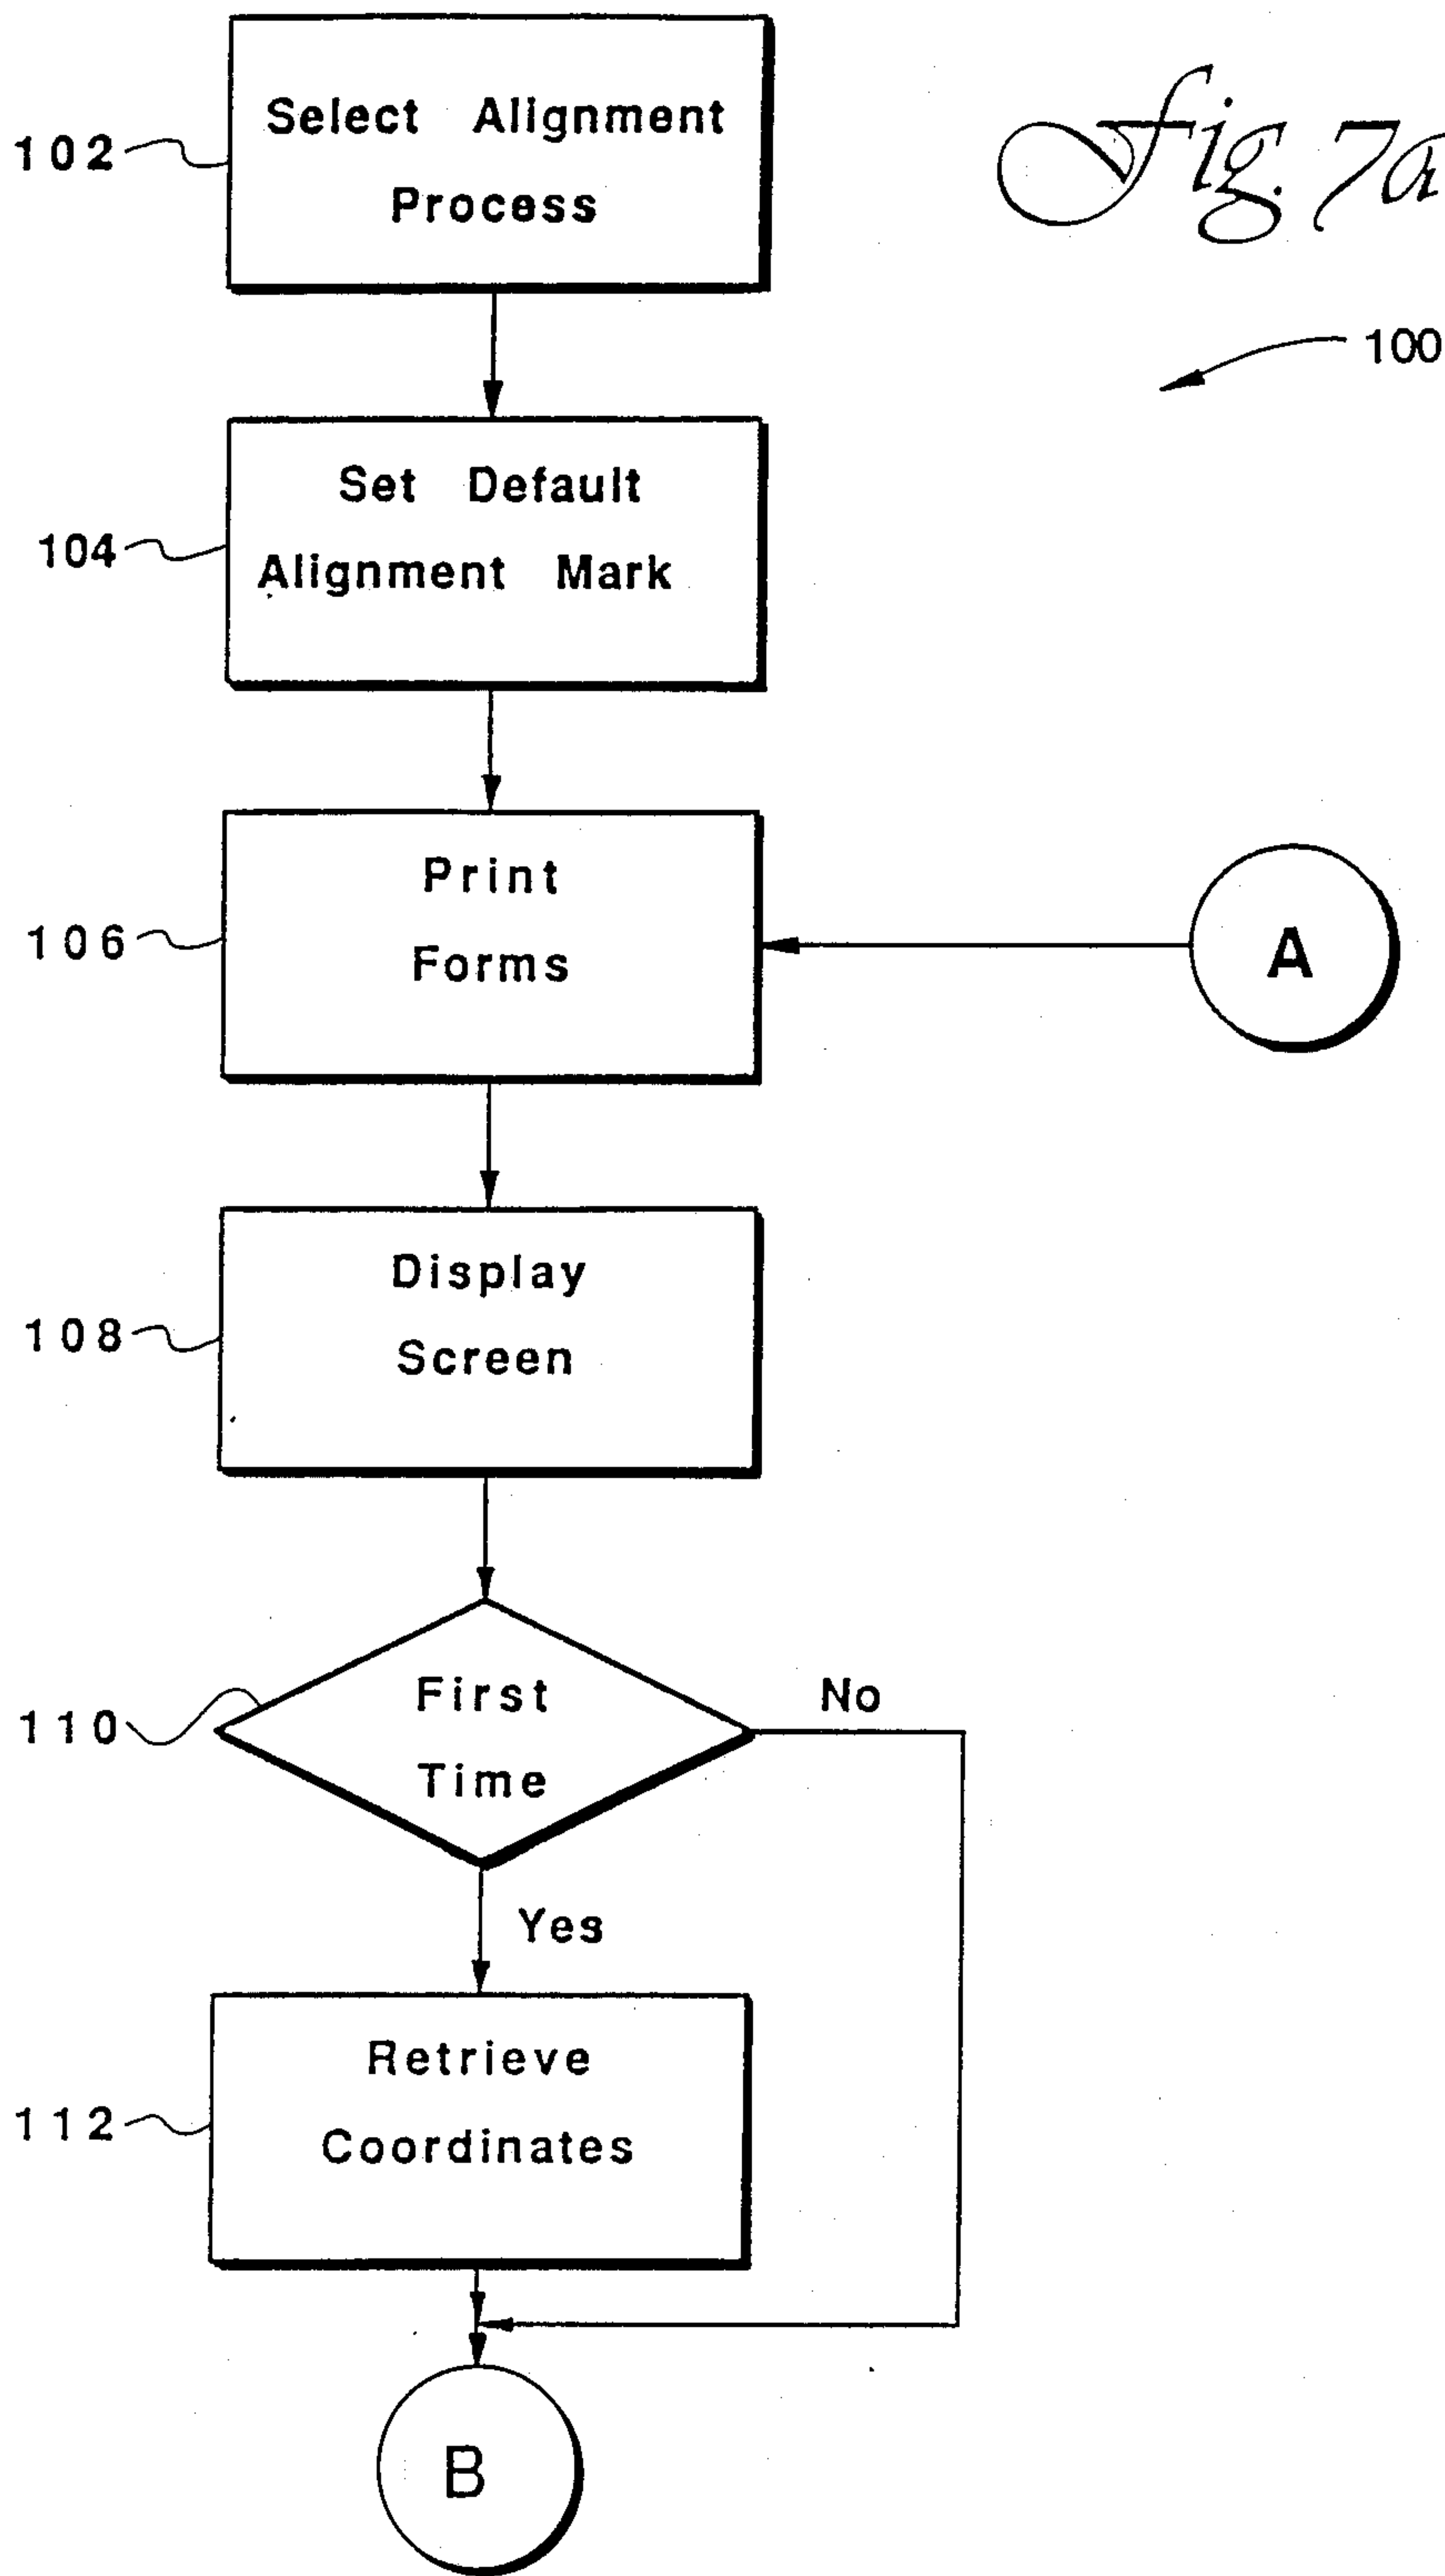 Fig. 7a
100
102
Select Alignment
Process
104
Set Default
Alignment Mark
106
Print
Forms
A
108
Display
Screen
110
First
Time
No
Yes
112
Retrieve
Coordinates
B